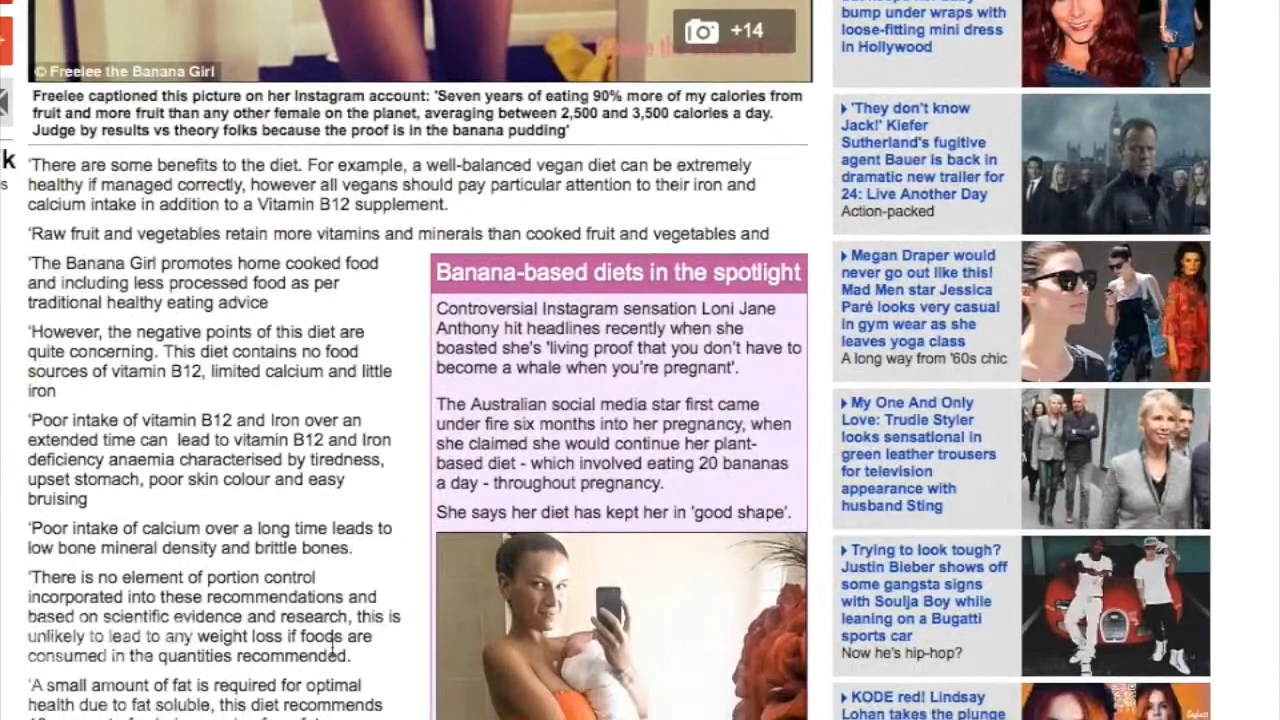 +14
© Freelee the Banana Girl
Freelee captioned this picture on her Instagram account: 'Seven years of eating 90% more of my calories from
fruit and more fruit than any other female on the planet, averaging between 2,500 and 3,500 calories a day.
Judge by results vs theory folks because the proof is in the banana pudding'
'There are some benefits to the diet. For example, a well-balanced vegan diet can be extremely
healthy if managed correctly, however all vegans should pay particular attention to their iron and
calcium intake in addition to a Vitamin B12 supplement.
'Raw fruit and vegetables retain more vitamins and minerals than cooked fruit and vegetables and
'The Banana Girl promotes home cooked food
and including less processed food as per
traditional healthy eating advice
'However, the negative points of this diet are
quite concerning. This diet contains no food
sources of vitamin B12, limited calcium and little
iron
'Poor intake of vitamin B12 and Iron over an
extended time can lead to vitamin B12 and Iron
deficiency anaemia characterised by tiredness,
upset stomach, poor skin colour and easy
bruising
'Poor intake of calcium over a long time leads to
low bone mineral density and brittle bones.
'There is no element of portion control
incorporated into these recommendations and
based on scientific evidence and research, this is
unlikely to lead to any weight loss if foods are
consumed in the quantities recommended.
'A small amount of fat is required for optimal
health due to fat soluble, this diet recommends
Banana-based diets in the spotlight
Controversial Instagram sensation Loni Jane
Anthony hit headlines recently when she
boasted she's 'living proof that you don't have to
become a whale when you're pregnant'.
The Australian social media star first came
under fire six months into her pregnancy, when
she claimed she would continue her plant-
based diet - which involved eating 20 bananas
a day - throughout pregnancy.
She says her diet has kept her in 'good shape'.
bump under wraps with
loose-fitting mini dress
in Hollywood
'They don't know
Jack!' Kiefer
Sutherland's fugitive
agent Bauer is back in
dramatic new trailer for
24: Live Another Day
Action-packed
Megan Draper would
never go out like this!
Mad Men star Jessica
Paré looks very casual
in gym wear as she
leaves yoga class
A long way from '60s chic
My One And Only
Love: Trudie Styler
looks sensational in
green leather trousers
for television
appearance with
husband Sting
Trying to look tough?
Justin Bieber shows off
some gangsta signs
with Soulja Boy while
leaning on a Bugatti
sports car
Now he's hip-hop?
KODE red! Lindsay
Lohan takes the plunge